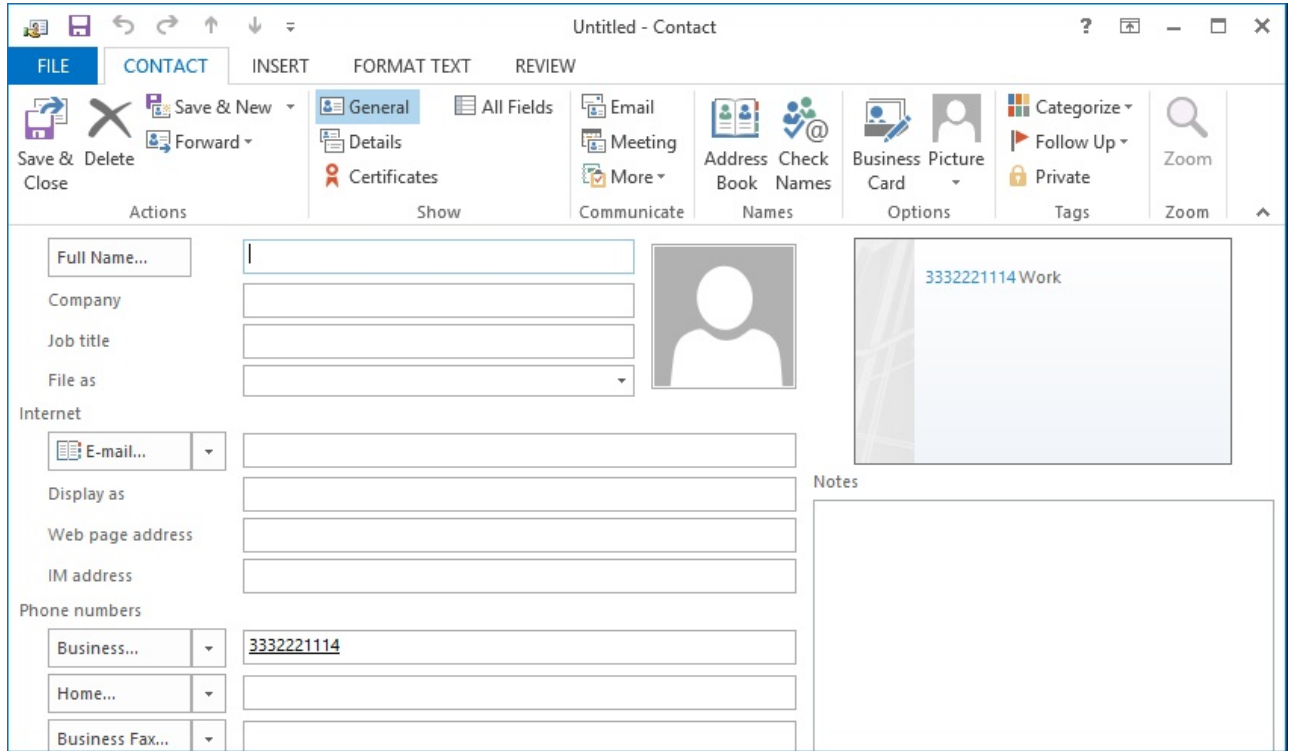 Untitled - Contact
?
FILE CONTACT INSERT FORMAT TEXT REVIEW
Save & Close
Delete
Save & New
Forward
Actions
General
Details
Certificates
All Fields
Show
Email
Meeting
More
Communicate
Address Book
Check Names
Names
Business Card
Picture
Options
Categorize
Follow Up
Private
Tags
Zoom
Zoom
Full Name...
Company
Job title
File as
Internet
E-mail...
Display as
Web page address
IM address
Phone numbers
Business... 3332221114
Home...
Business Fax...
3332221114 Work
Notes